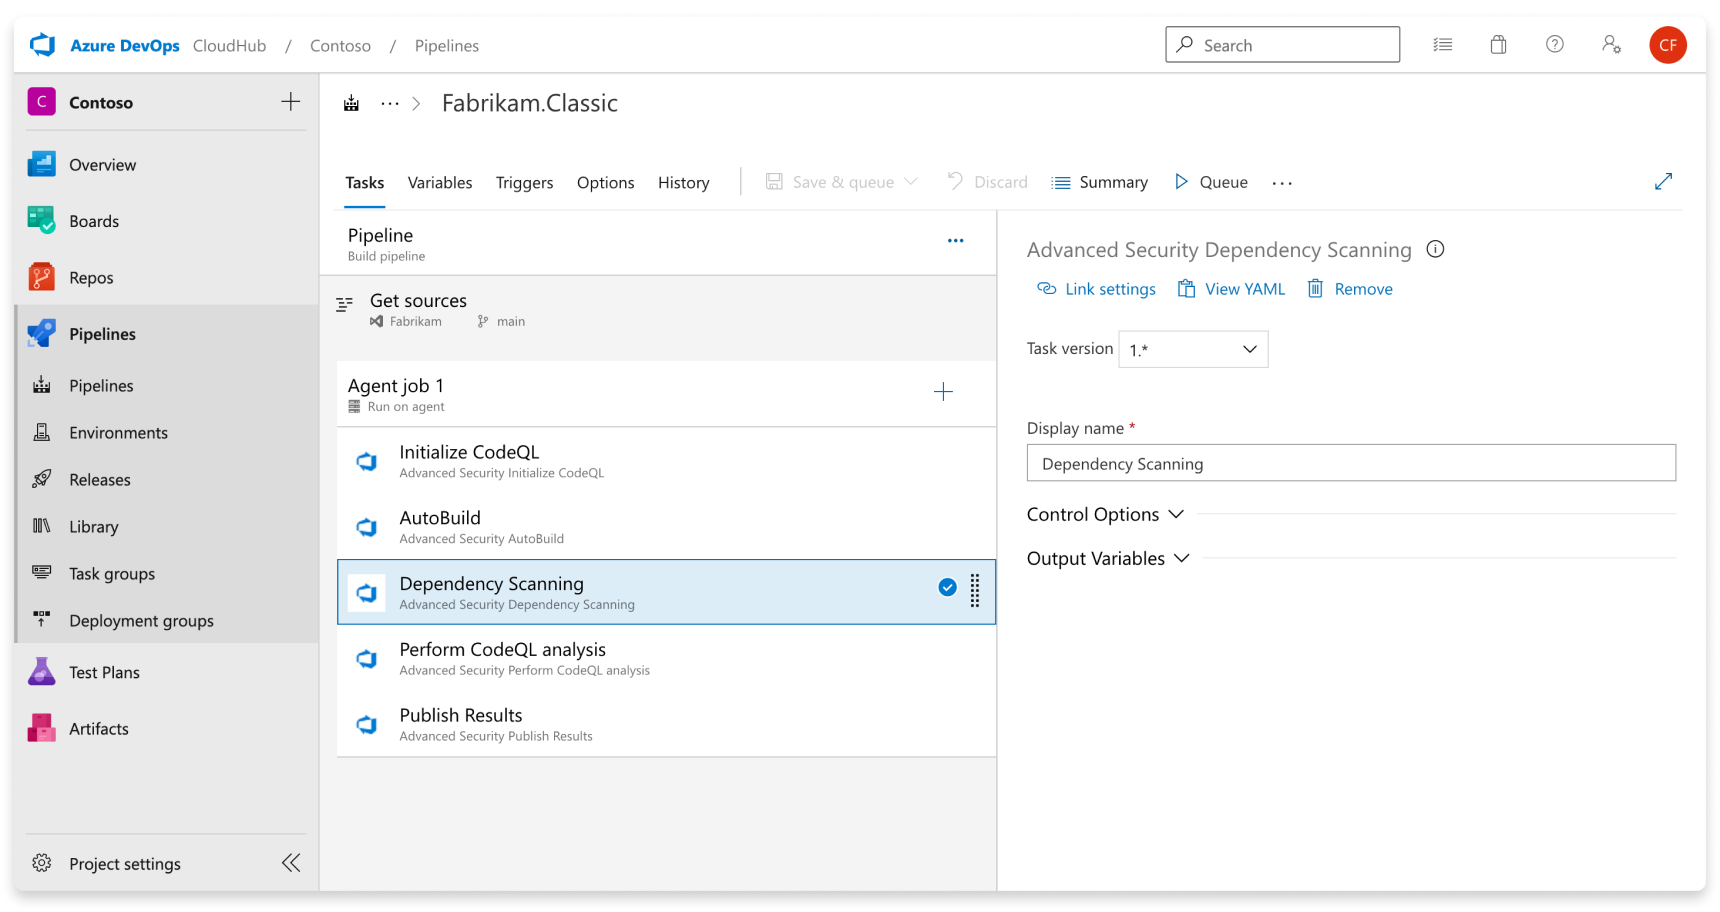 Azure DevOps CloudHub / Contoso / Pipelines
Search
CF
C Contoso
Overview
Boards
Repos
Pipelines
Pipelines
Environments
Releases
Library
Task groups
Deployment groups
Test Plans
Artifacts
Project settings
... > Fabrikam.Classic
Tasks Variables Triggers Options History Save & queue Discard Summary Queue ...
Pipeline
Build pipeline
Get sources
Fabrikam main
Agent job 1
Run on agent
Initialize CodeQL
Advanced Security Initialize CodeQL
AutoBuild
Advanced Security AutoBuild
Dependency Scanning
Advanced Security Dependency Scanning
Perform CodeQL analysis
Advanced Security Perform CodeQL analysis
Publish Results
Advanced Security Publish Results
Advanced Security Dependency Scanning
Link settings View YAML Remove
Task version 1.*
Display name *
Dependency Scanning
Control Options
Output Variables